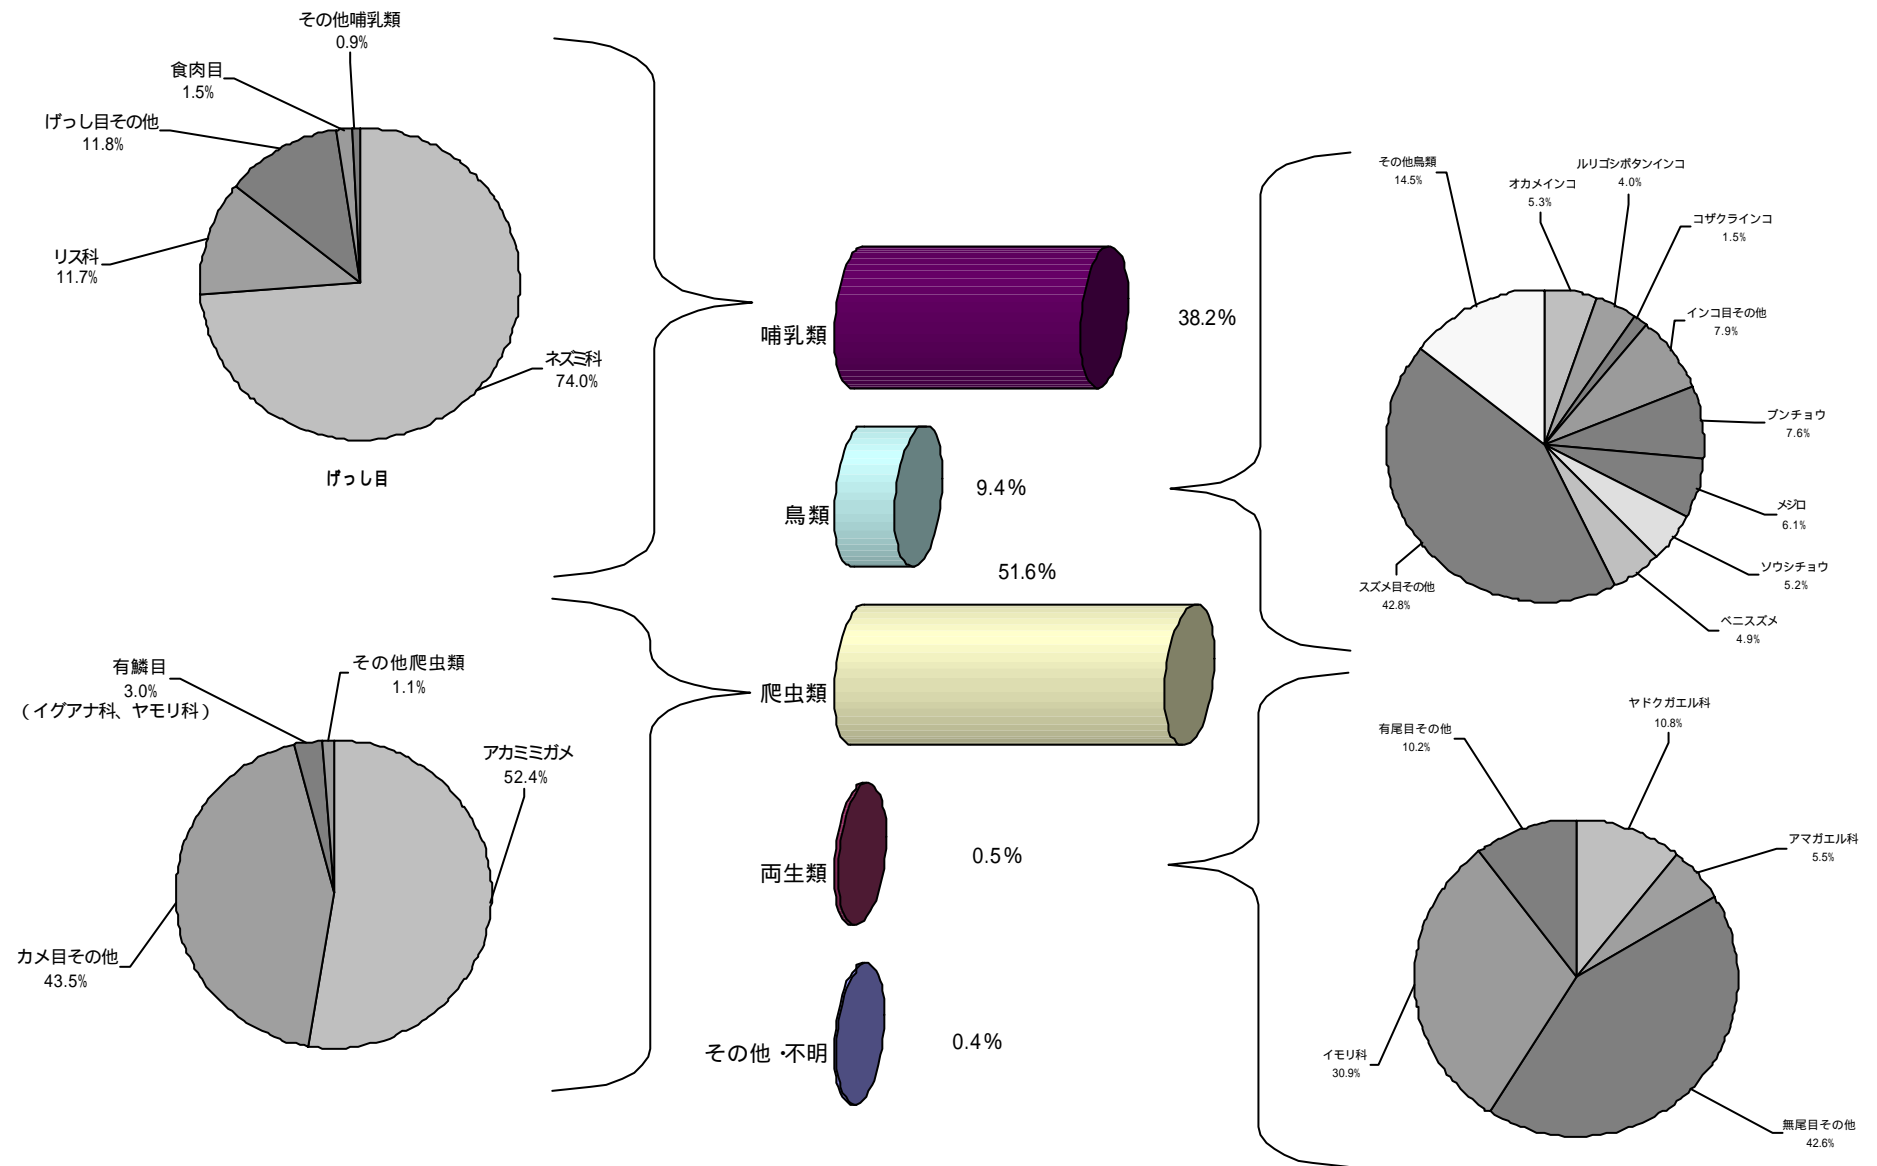 その他哺乳類
0.9%
食肉目
1.5%
げっし目その他
11.8%
リス科
11.7%
ネズミ科
74.0%
げっし目
有鱗目
3.0%
（イグアナ科、ヤモリ科）
その他爬虫類
1.1%
アカミミガメ
52.4%
カメ目その他
43.5%
哺乳類
38.2%
鳥類
9.4%
51.6%
爬虫類
両生類
0.5%
その他・不明
0.4%
その他鳥類
14.5%
オカメインコ
5.3%
ルリゴシボタンインコ
4.0%
コザクラインコ
1.5%
インコ目その他
7.9%
ブンチョウ
7.6%
メジロ
6.1%
ソウシチョウ
5.2%
ベニスズメ
4.9%
スズメ目その他
42.8%
有尾目その他
10.2%
ヤドクガエル科
10.8%
アマガエル科
5.5%
イモリ科
30.9%
無尾目その他
42.6%